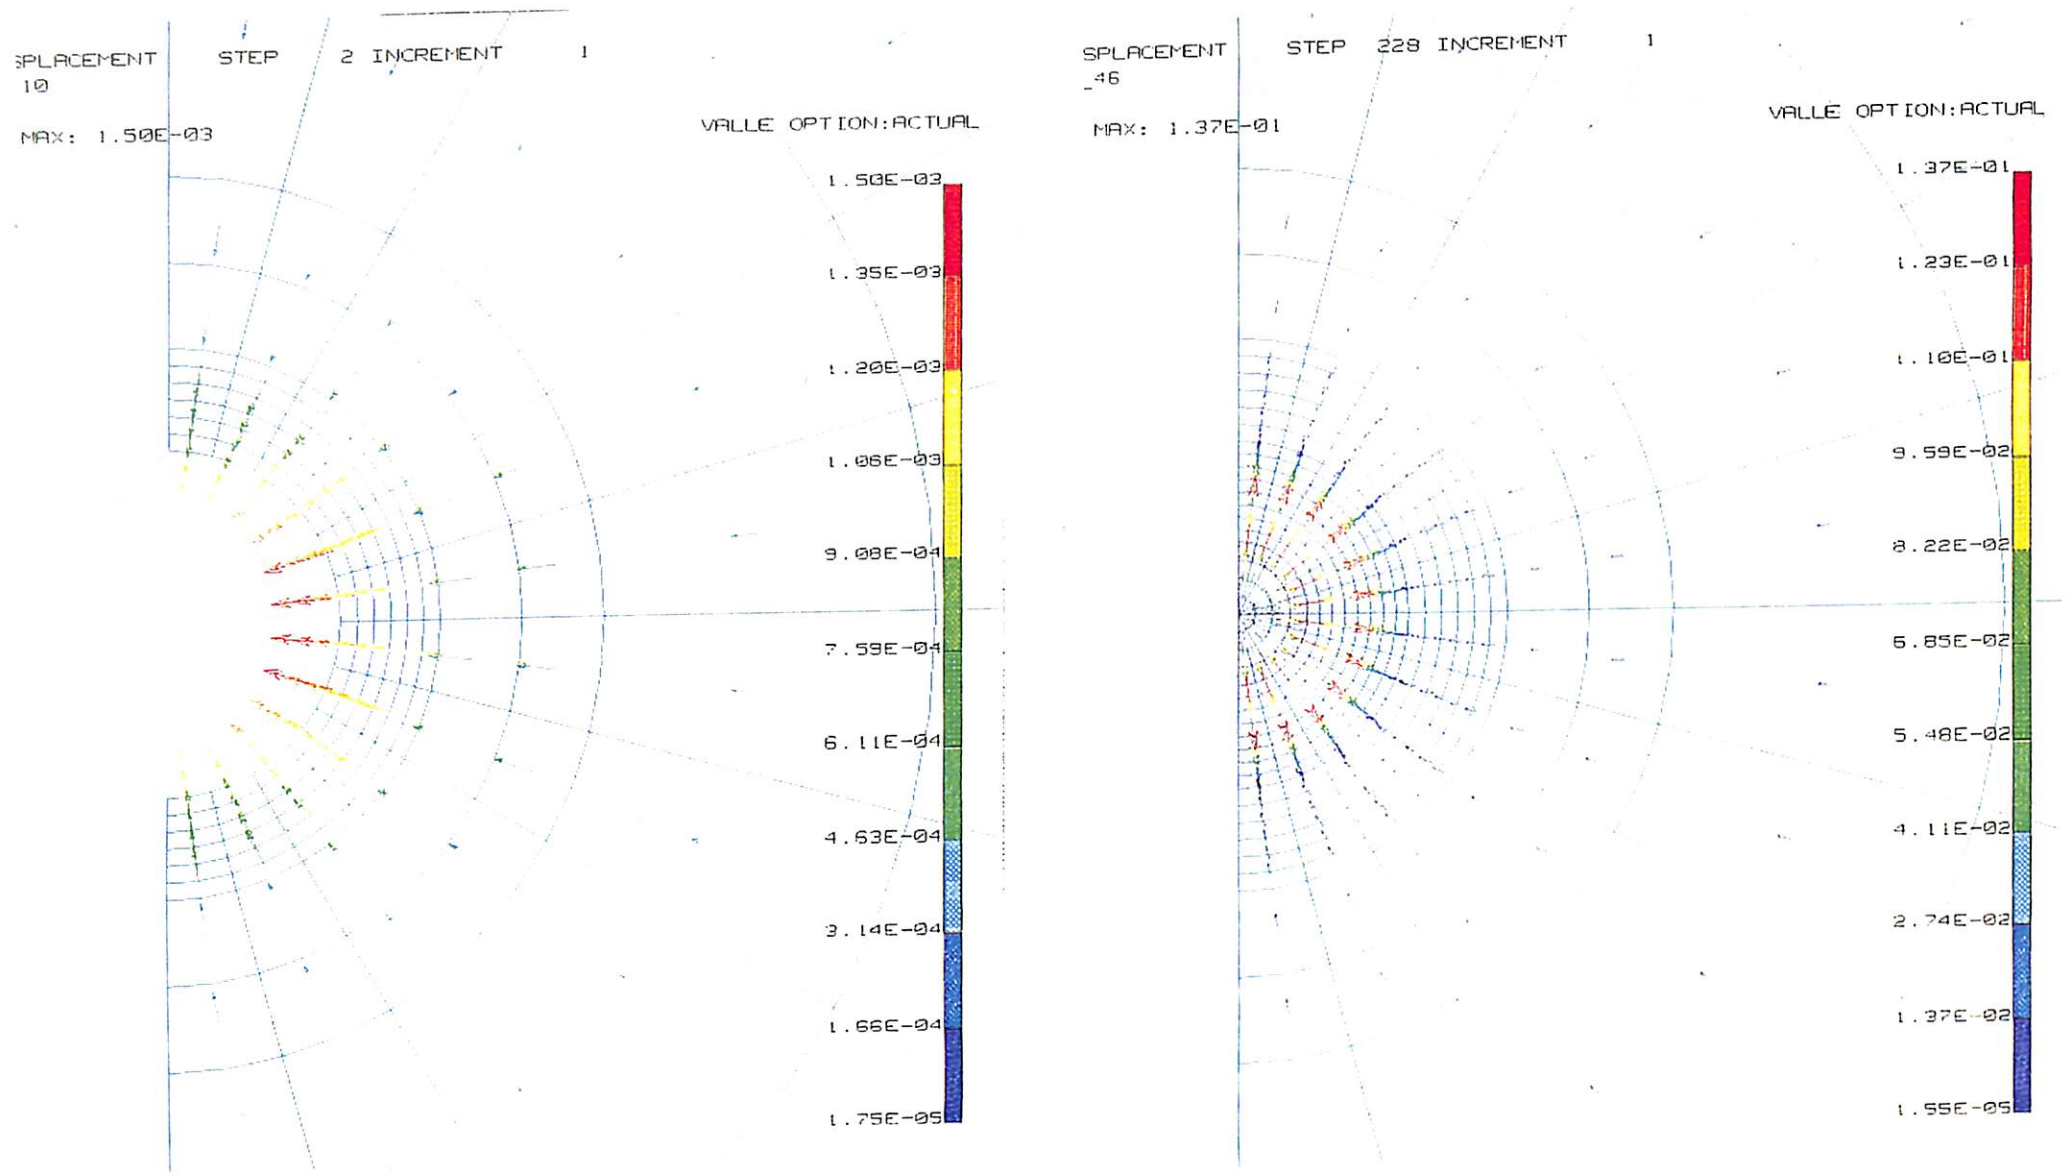 SPLACEMENT STEP 2 INCREMENT 1
10
MAX: 1.50E-03
VALLE OPTION:ACTUAL
1.50E-03
1.35E-03
1.20E-03
1.06E-03
9.08E-04
7.59E-04
6.11E-04
4.63E-04
3.14E-04
1.66E-04
1.75E-05
SPLACEMENT STEP 228 INCREMENT 1
_46
MAX: 1.37E-01
VALLE OPTION:ACTUAL
1.37E-01
1.23E-01
1.10E-01
9.59E-02
8.22E-02
6.85E-02
5.48E-02
4.11E-02
2.74E-02
1.37E-02
1.55E-05